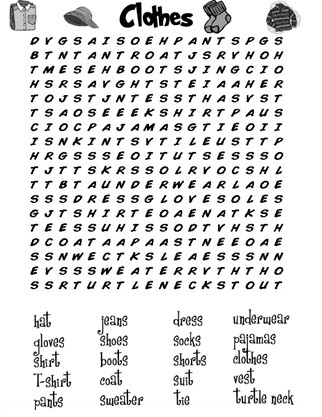 Clothes
D V G S A I S O E H P A N T S P G S
B T N T A N T R O A T J S R V H O H
T M E S E H B O O T S J I N G C I O
H S R S A V G H T S T E I A A H E R
T O J S T J N T E S S T H A S V S T
T S A O S E E E K S H I R T P A U S
C I O C P A J A M A S G T I E O I I
I S N K I N T S V T I L E U S T T P
H R G S S S E O I T U T S E S S S O
T J T T S K R S S O L R V O C S H L
T T B T A U N D E R W E A R L A O E
S S S D R E S S G L O V E S O L E S
G J T S H I R T E O A E N A T K S E
T E E S S U H I S S O D T V H S T H
D C O A T A A P A A S T N E E O A E
S S N W E C T K S L E A E S S S N N
E V S S S W E A T E R R V T H T H O
S S R T U R T L E N E C K S T O U T
hat jeans dress underwear
gloves shoes socks pajamas
shirt boots shorts clothes
T-shirt coat suit vest
pants sweater tie turtle neck